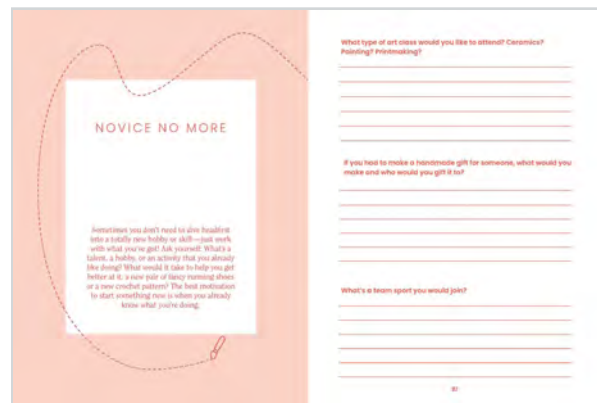 NOVICE NO MORE
Sometimes you don't need to dive headfirst
into a totally new hobby or skill—just work
with what you've got! Ask yourself: What's a
talent, a hobby, or an activity that you already
like doing? What would it take to help you get
better at it: a new pair of fancy running shoes
or a new crochet pattern? The best motivation
to start something new is when you already
know what you're doing.
What type of art class would you like to attend? Ceramics?
Painting? Printmaking?
If you had to make a handmade gift for someone, what would you
make and who would you gift it to?
What's a team sport you would join?